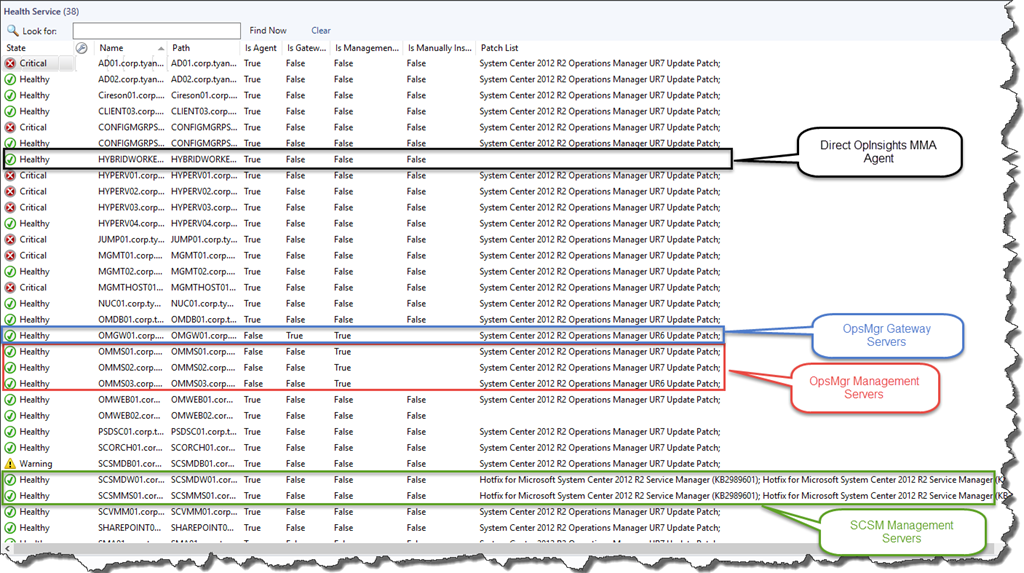 Health Service (38)
Look for: Find Now Clear
State Name Path Is Agent Is Gatew... Is Managemen... Is Manually Ins... Patch List
Critical AD01.corp.tyan... AD01.corp.tyan... True False False False System Center 2012 R2 Operations Manager UR7 Update Patch;
Healthy AD02.corp.tyan... AD02.corp.tyan... True False False False System Center 2012 R2 Operations Manager UR7 Update Patch;
Healthy Cireson01.corp.... Cireson01.corp.... True False False False System Center 2012 R2 Operations Manager UR7 Update Patch;
Healthy CLIENT03.corp.... CLIENT03.corp.... True False False False System Center 2012 R2 Operations Manager UR7 Update Patch;
Critical CONFIGMGRPS... CONFIGMGRPS... True False False False System Center 2012 R2 Operations Manager UR7 Update Patch;
Healthy CONFIGMGRPS... CONFIGMGRPS... True False False False System Center 2012 R2 Operations Manager UR7 Update Patch;
Healthy HYBRIDWORKE... HYBRIDWORKE... True False False False
Direct OpInsights MMA
Agent
Critical HYPERV01.corp... HYPERV01.corp... True False False False System Center 2012 R2 Operations Manager UR7 Update Patch;
Critical HYPERV02.corp... HYPERV02.corp... True False False False System Center 2012 R2 Operations Manager UR7 Update Patch;
Critical HYPERV03.corp... HYPERV03.corp... True False False False System Center 2012 R2 Operations Manager UR7 Update Patch;
Healthy HYPERV04.corp... HYPERV04.corp... True False False False System Center 2012 R2 Operations Manager UR7 Update Patch;
Critical JUMP01.corp.ty... JUMP01.corp.ty... True False False False System Center 2012 R2 Operations Manager UR7 Update Patch;
Critical MGMT01.corp.... MGMT01.corp.... True False False False System Center 2012 R2 Operations Manager UR7 Update Patch;
Healthy MGMT02.corp.... MGMT02.corp.... True False False False System Center 2012 R2 Operations Manager UR7 Update Patch;
Critical MGMTHOST01... MGMTHOST01... True False False False System Center 2012 R2 Operations Manager UR7 Update Patch;
Healthy NUC01.corp.ty... NUC01.corp.ty... True False False False System Center 2012 R2 Operations Manager UR7 Update Patch;
Healthy OMDB01.corp.... OMDB01.corp.... True False False False System Center 2012 R2 Operations Manager UR7 Update Patch;
Healthy OMGW01.corp.... OMGW01.corp.... False True True System Center 2012 R2 Operations Manager UR6 Update Patch;
OpsMgr Gateway
Servers
Healthy OMMS01.corp.... OMMS01.corp.... False False True System Center 2012 R2 Operations Manager UR7 Update Patch;
Healthy OMMS02.corp.... OMMS02.corp.... False False True System Center 2012 R2 Operations Manager UR7 Update Patch;
Healthy OMMS03.corp.... OMMS03.corp.... False False True System Center 2012 R2 Operations Manager UR6 Update Patch;
OpsMgr Management
Servers
Healthy OMWEB01.cor... OMWEB01.cor... True False False False System Center 2012 R2 Operations Manager UR7 Update Patch;
Healthy OMWEB02.cor... OMWEB02.cor... True False False False
Healthy PSDSC01.corp.t... PSDSC01.corp.t... True False False False System Center 2012 R2 Operations Manager UR7 Update Patch;
Healthy SCORCH01.cor... SCORCH01.cor... True False False False System Center 2012 R2 Operations Manager UR7 Update Patch;
Warning SCSMDB01.cor... SCSMDB01.cor... True False False False System Center 2012 R2 Operations Manager UR7 Update Patch;
Healthy SCSMDW01.cor... SCSMDW01.cor... True False False False Hotfix for Microsoft System Center 2012 R2 Service Manager (KB2989601); Hotfix for Microsoft System Center 2012 R2 Service Manager (K
Healthy SCSMMS01.cor... SCSMMS01.cor... True False False False Hotfix for Microsoft System Center 2012 R2 Service Manager (KB2989601); Hotfix for Microsoft System Center 2012 R2 Service Manager (KB
SCSM Management
Servers
Healthy SCVMM01.cor... SCVMM01.cor... True False False False System Center 2012 R2 Operations Manager UR7 Update Patch;
Healthy SHAREPOINT0... SHAREPOINT0... True False False False System Center 2012 R2 Operations Manager UR7 Update Patch;